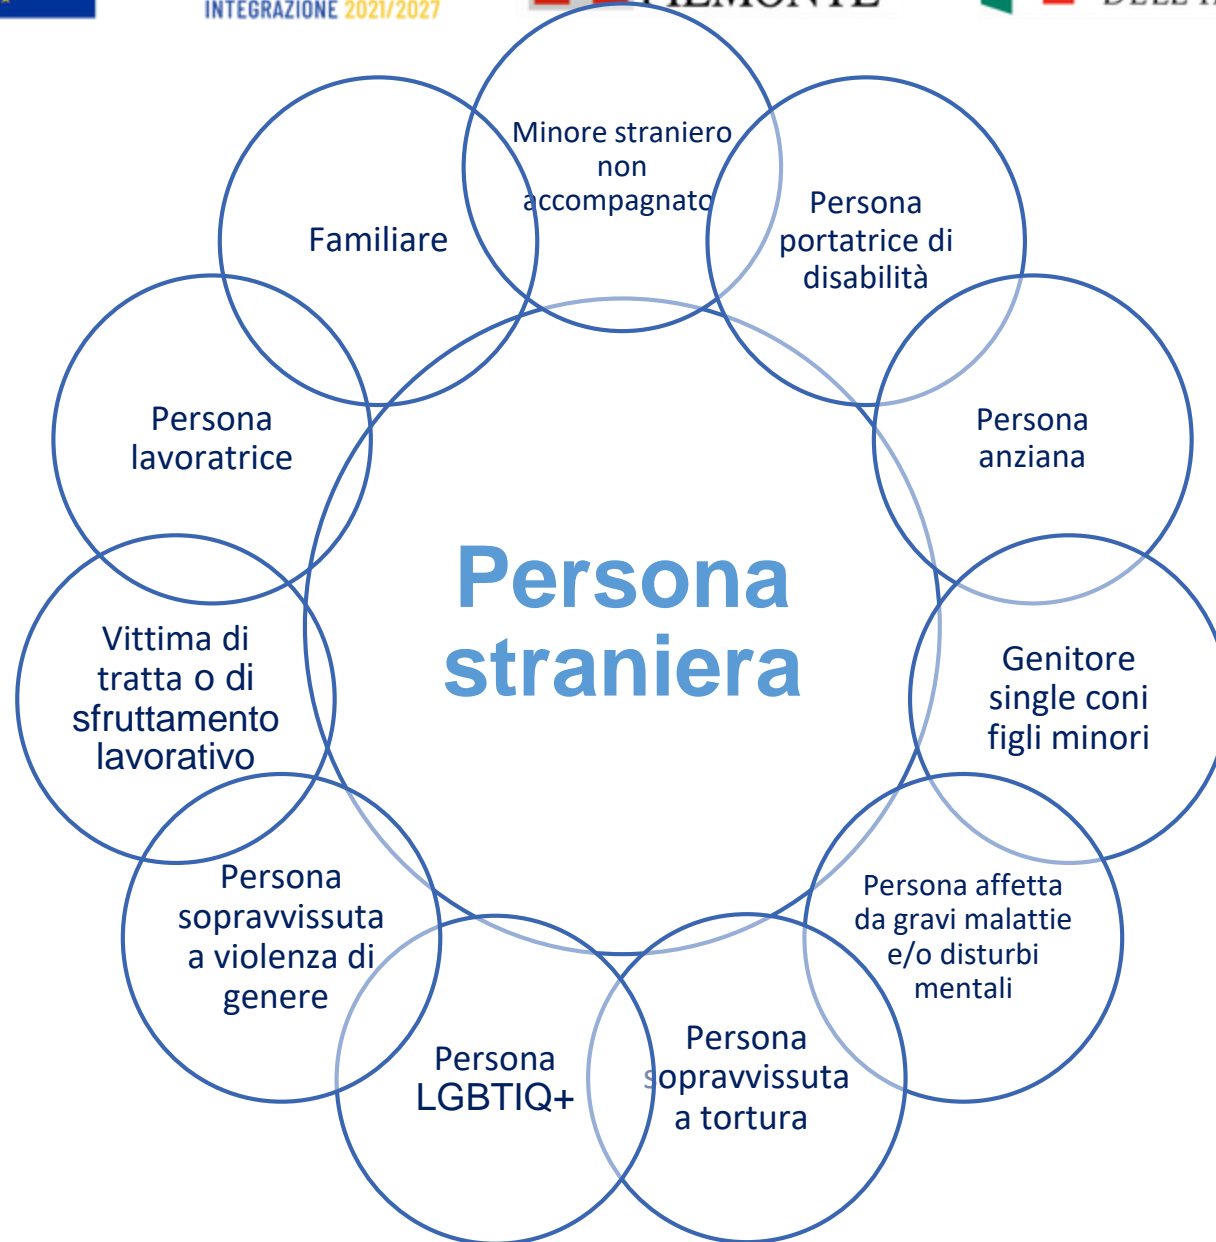 INTEGRAZIONE 2021/2027
PIEMONTE
Minore straniero
non
accompagnato
Persona
portatrice di
disabilità
Persona
anziana
Genitore
single coni
figli minori
Persona affetta
da gravi malattie
e/o disturbi
mentali
Persona
sopravvissuta
a tortura
Persona
LGBTIQ+
Persona
sopravvissuta
a violenza di
genere
Vittima di
tratta o di
sfruttamento
lavorativo
Persona
lavoratrice
Familiare
Persona
straniera